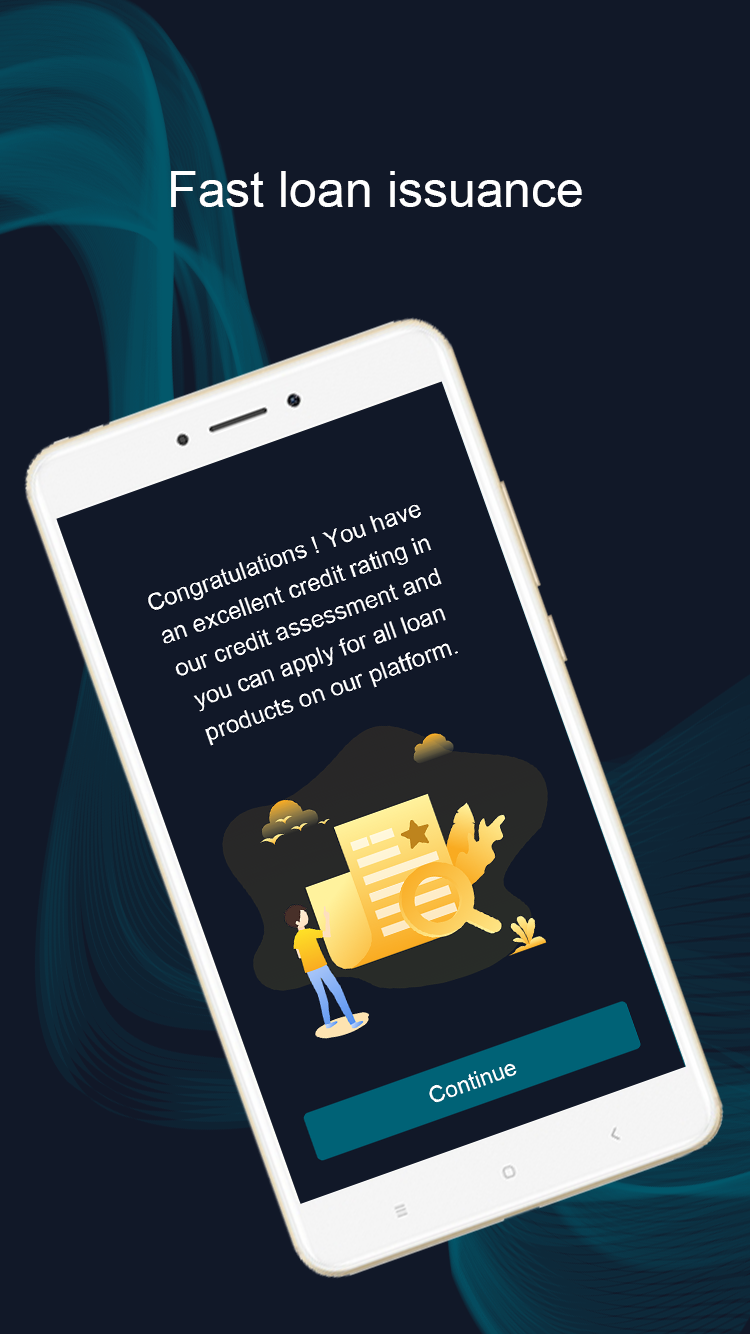 Fast loan issuance
Congratulations ! You have
an excellent credit rating in
our credit assessment and
you can apply for all loan
products on our platform.
Continue